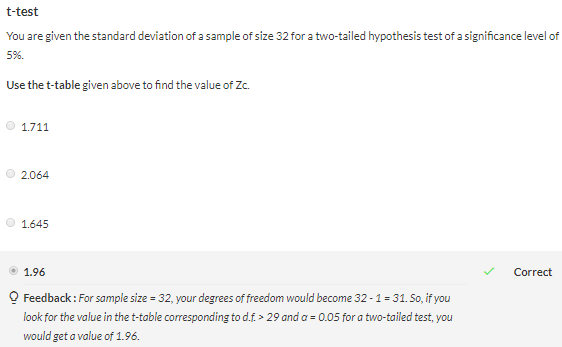 t-test
You are given the standard deviation of a sample of size 32 for a two-tailed hypothesis test of a significance level of
5%.
Use the t-table given above to find the value of Zc.
1.711
2.064
1.645
1.96
Correct
Feedback : For sample size = 32, your degrees of freedom would become 32 - 1 = 31. So, if you
look for the value in the t-table corresponding to d.f. > 29 and α = 0.05 for a two-tailed test, you
would get a value of 1.96.